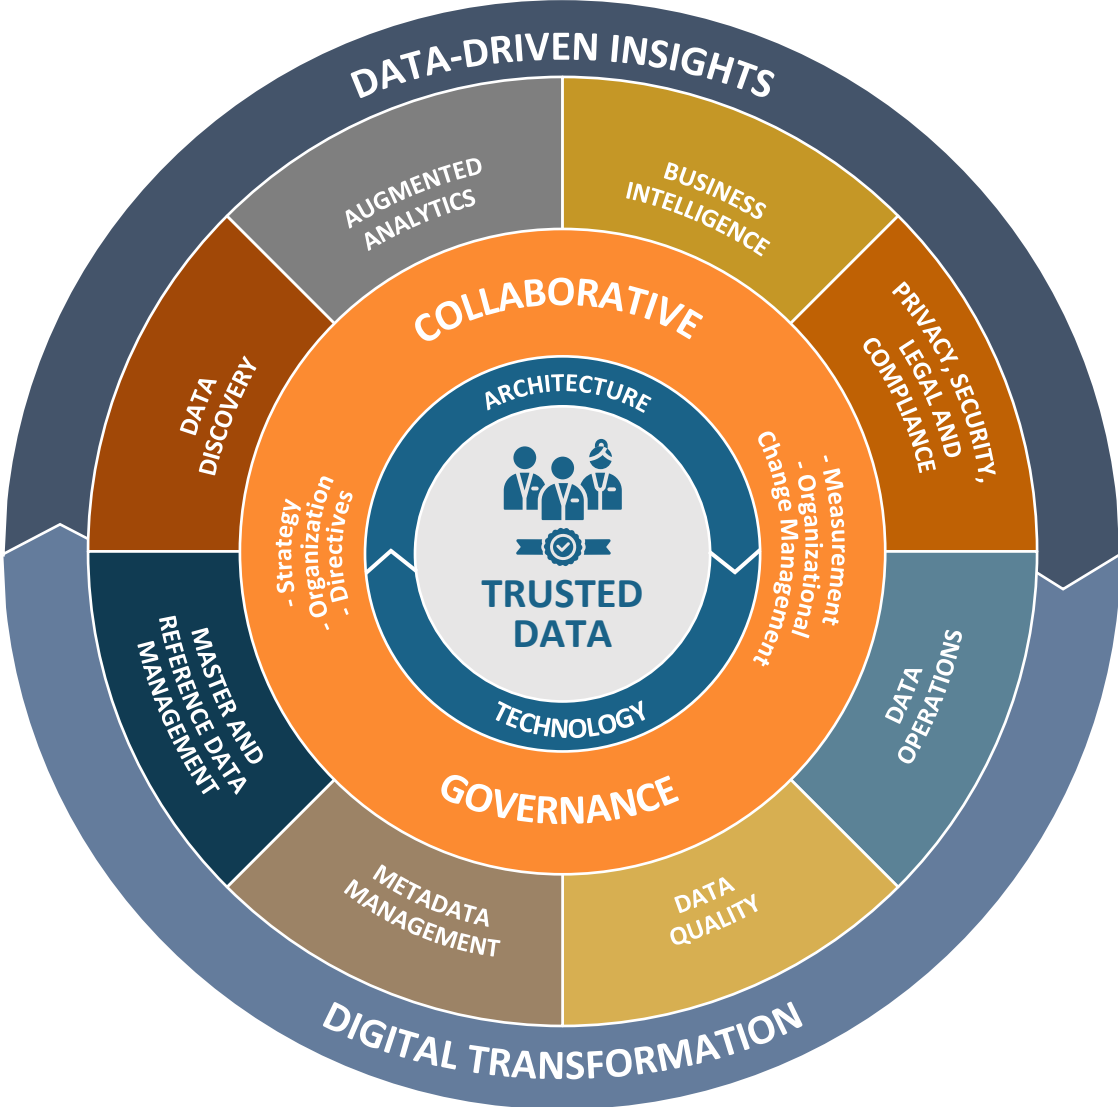 DATA-DRIVEN INSIGHTS
AUGMENTED
ANALYTICS
BUSINESS
INTELLIGENCE
PRIVACY, SECURITY,
LEGAL AND
COMPLIANCE
DATA
DISCOVERY
COLLABORATIVE
ARCHITECTURE
- Strategy
- Organization
- Directives
- Measurement
- Organizational
Change Management
TRUSTED
DATA
TECHNOLOGY
GOVERNANCE
MASTER AND
REFERENCE DATA
MANAGEMENT
DATA
OPERATIONS
METADATA
MANAGEMENT
DATA
QUALITY
DIGITAL TRANSFORMATION